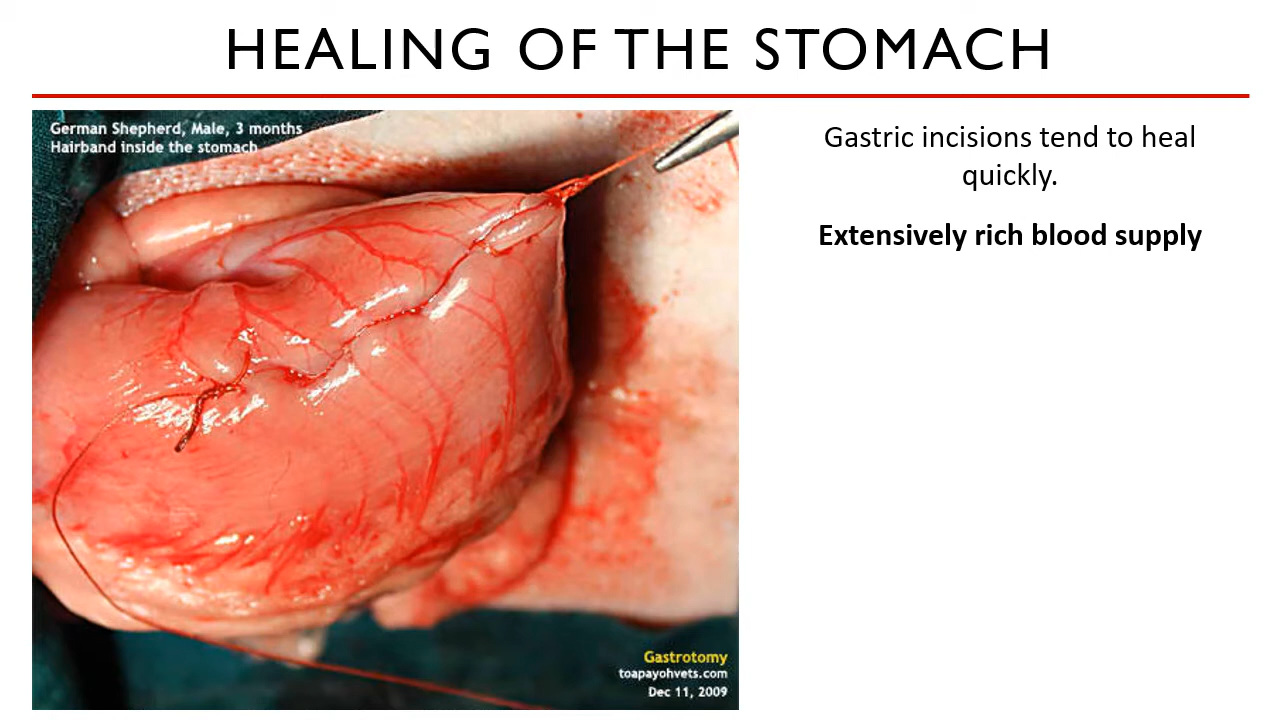 HEALING OF THE STOMACH
German Shepherd, Male, 3 months
Hairband inside the stomach
Gastric incisions tend to heal
quickly.
Extensively rich blood supply
Gastrotomy
toapayohvets.com
Dec 11, 2009